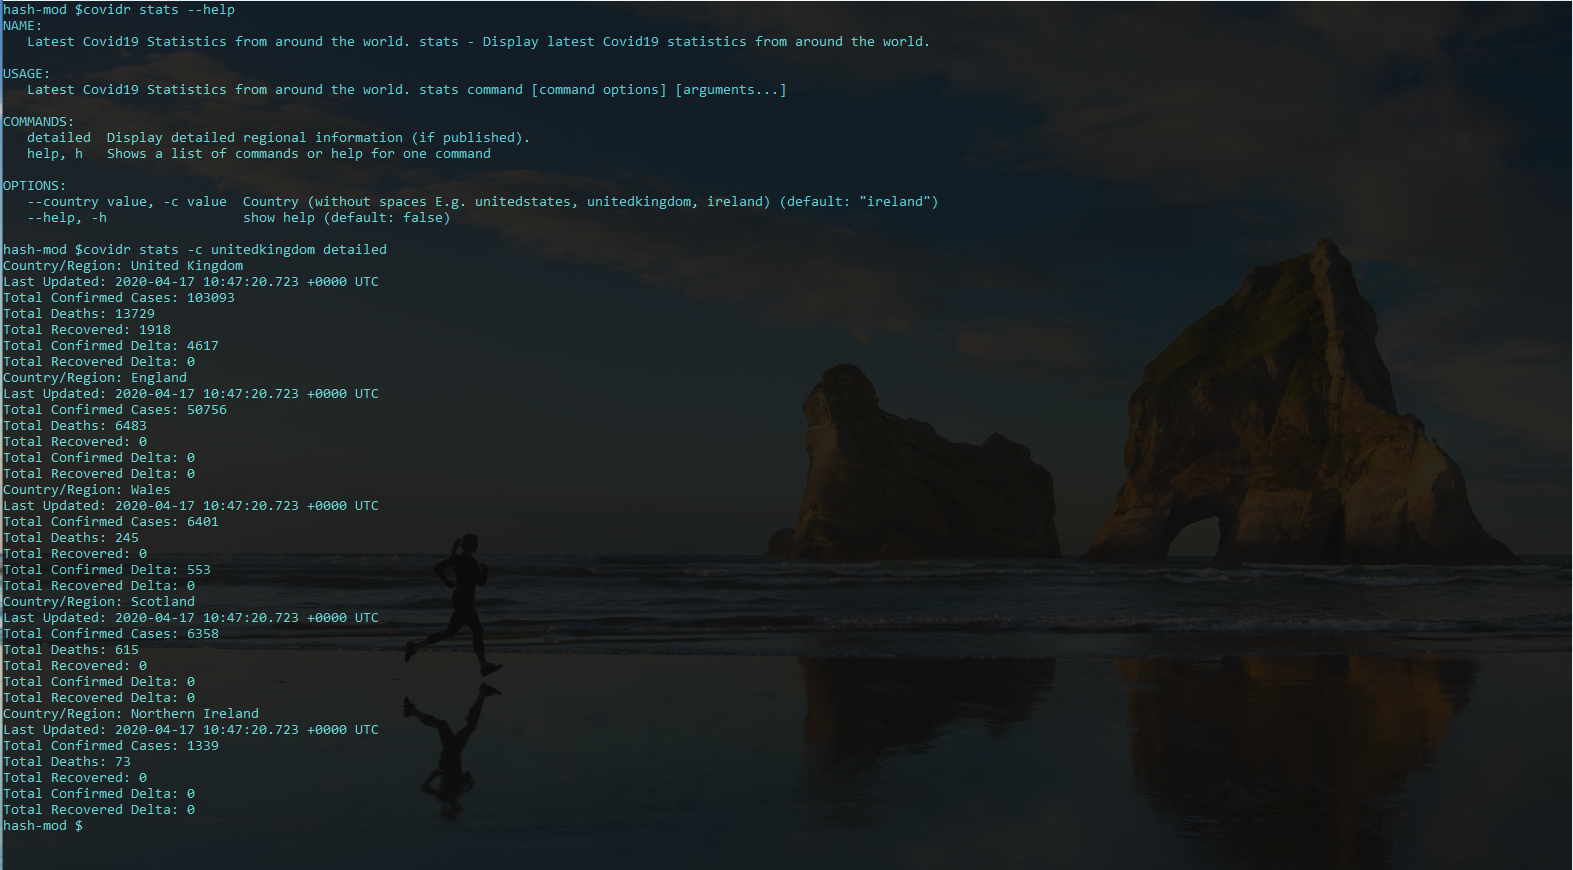 hash-mod $covidr stats --help
NAME:
   Latest Covid19 Statistics from around the world. stats - Display latest Covid19 statistics from around the world.

USAGE:
   Latest Covid19 Statistics from around the world. stats command [command options] [arguments...]

COMMANDS:
   detailed  Display detailed regional information (if published).
   help, h   Shows a list of commands or help for one command

OPTIONS:
   --country value, -c value  Country (without spaces E.g. unitedstates, unitedkingdom, ireland) (default: "ireland")
   --help, -h                 show help (default: false)

hash-mod $covidr stats -c unitedkingdom detailed
Country/Region: United Kingdom
Last Updated: 2020-04-17 10:47:20.723 +0000 UTC
Total Confirmed Cases: 103093
Total Deaths: 13729
Total Recovered: 1918
Total Confirmed Delta: 4617
Total Recovered Delta: 0
Country/Region: England
Last Updated: 2020-04-17 10:47:20.723 +0000 UTC
Total Confirmed Cases: 50756
Total Deaths: 6483
Total Recovered: 0
Total Confirmed Delta: 0
Total Recovered Delta: 0
Country/Region: Wales
Last Updated: 2020-04-17 10:47:20.723 +0000 UTC
Total Confirmed Cases: 6401
Total Deaths: 245
Total Recovered: 0
Total Confirmed Delta: 553
Total Recovered Delta: 0
Country/Region: Scotland
Last Updated: 2020-04-17 10:47:20.723 +0000 UTC
Total Confirmed Cases: 6358
Total Deaths: 615
Total Recovered: 0
Total Confirmed Delta: 0
Total Recovered Delta: 0
Country/Region: Northern Ireland
Last Updated: 2020-04-17 10:47:20.723 +0000 UTC
Total Confirmed Cases: 1339
Total Deaths: 73
Total Recovered: 0
Total Confirmed Delta: 0
Total Recovered Delta: 0
hash-mod $